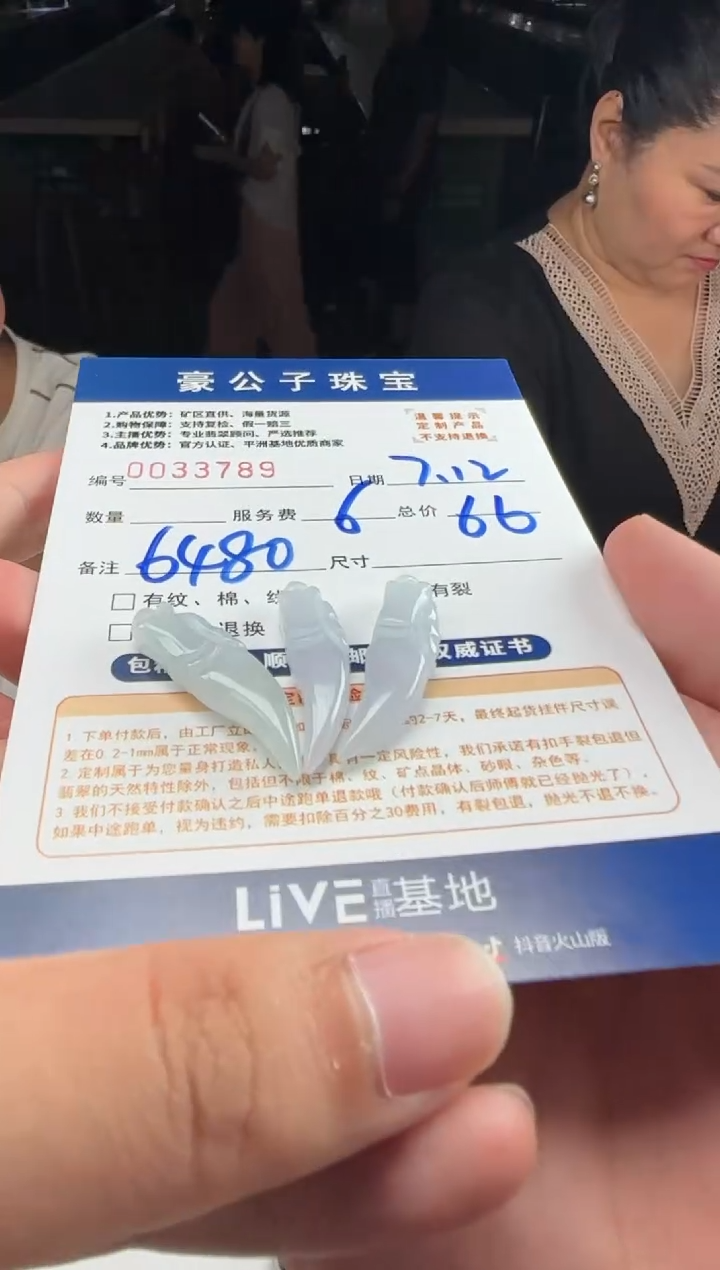 豪公子珠宝
1.产品优势：矿区直供、海量货源
2.购物保障：支持复检、假一赔三
3.主播优势：专业翡翠顾问、严选推荐
4.品牌优势：官方认证、平洲基地优质商家
温馨提示
定制产品
不支持退换
编号 0033789 日期 7.12
数量 服务费 6 总价 66
备注 6480 尺寸
有纹、棉、 有裂
退换
包 顺 邮 权威证书
1 下单付款后，由工厂立 2-7天，最终起货挂件尺寸误
差在0.2-1mm属于正常现象
2 定制属于为您量身打造私人 具有一定风险性，我们承诺有扣手裂包退但
翡翠的天然特性除外，包括但不限于棉、纹、矿点晶体、砂眼、杂色等。
3 我们不接受付款确认之后中途跑单退款哦（付款确认后师傅就已经抛光了），
如果中途跑单，视为违约，需要扣除百分之30费用，有裂包退，抛光不退不换。
LiVE直播基地
抖音火山版